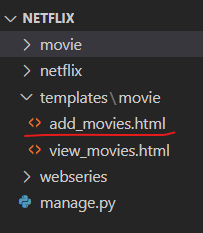 NETFLIX
movie
netflix
templates\movie
<> add_movies.html
<> view_movies.html
webseries
manage.py